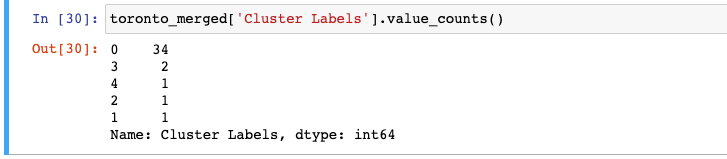 In [30]: toronto_merged['Cluster Labels'].value_counts()
Out[30]: 0    34
3     2
4     1
2     1
1     1
Name: Cluster Labels, dtype: int64